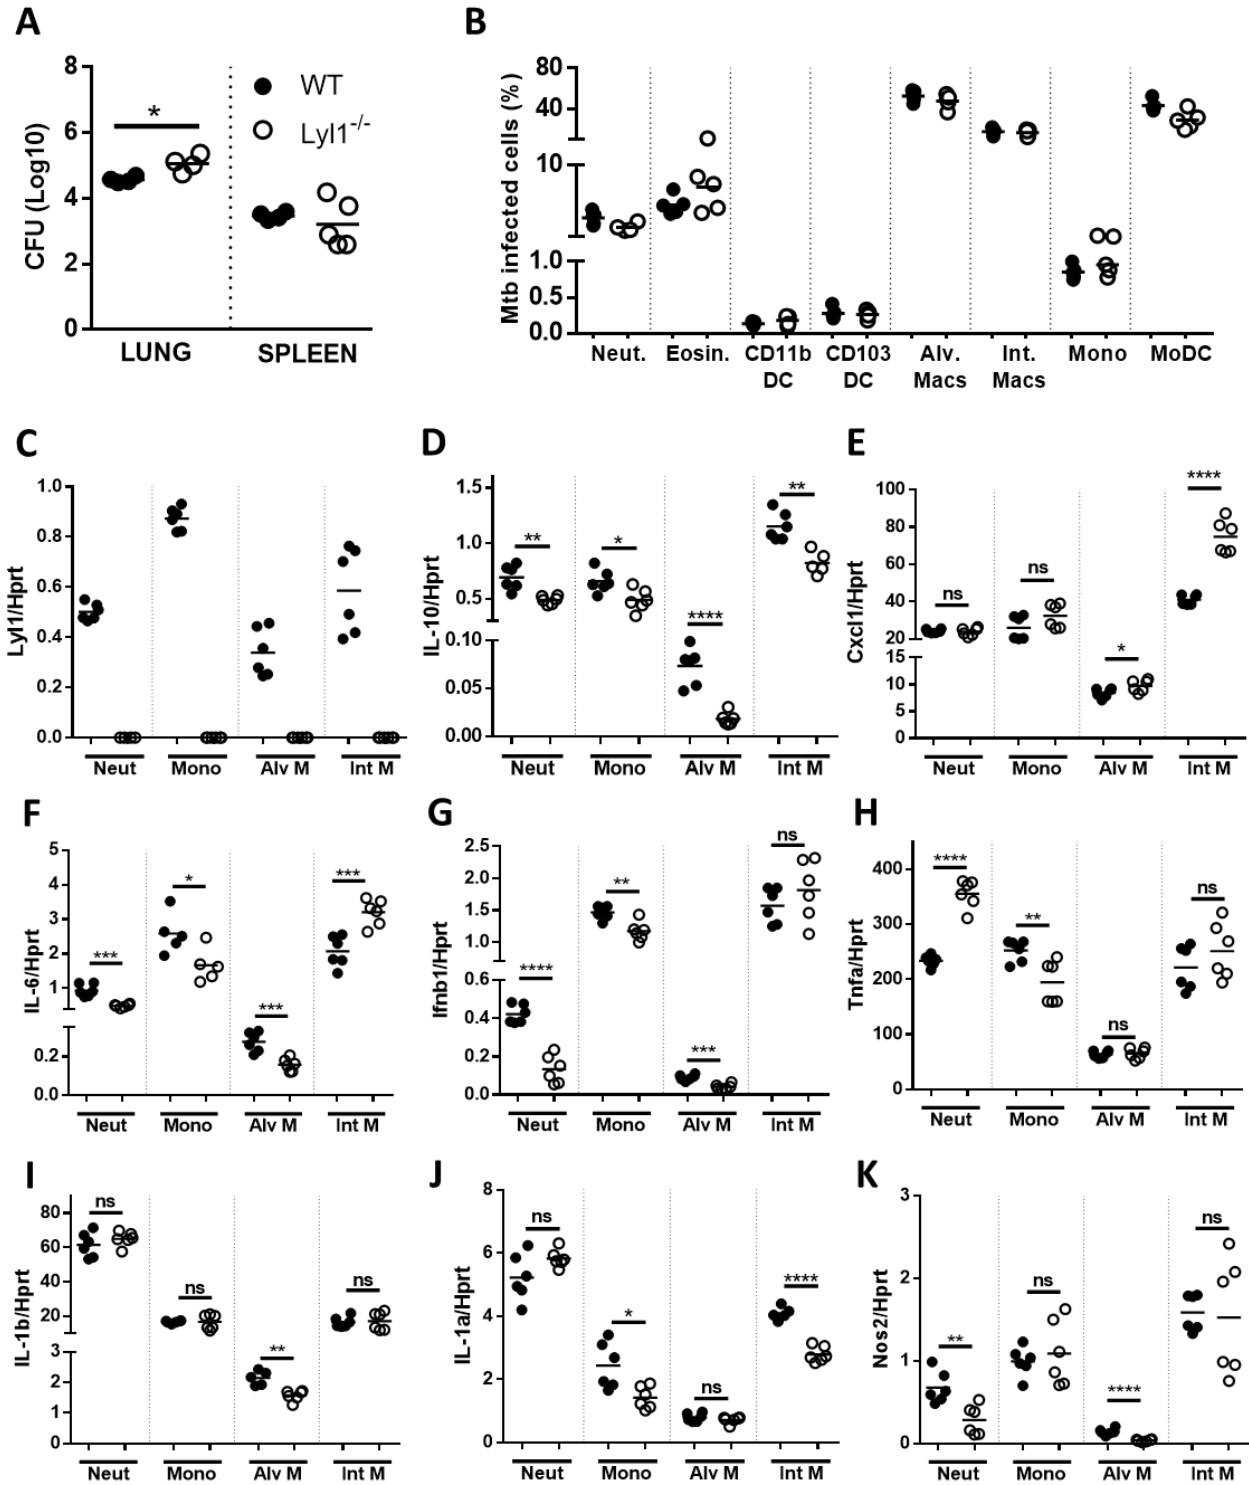 A
8
6
4
2
0
CFU (Log10)
*
WT
Lyl1-/-
LUNG
SPLEEN
B
80
40
10
1.0
0.5
0.0
Mtb infected cells (%)
Neut.
Eosin.
CD11b
DC
CD103
DC
Alv.
Macs
Int.
Macs
Mono
MoDC
C
1.0
0.8
0.6
0.4
0.2
0.0
Lyl1/Hprt
Neut
Mono
Alv M
Int M
D
1.5
1.0
0.5
0.10
0.05
0.00
IL-10/Hprt
**
*
****
**
Neut
Mono
Alv M
Int M
E
100
80
60
40
20
15
10
5
0
Cxcl1/Hprt
ns
ns
*
****
Neut
Mono
Alv M
Int M
F
5
4
3
2
1
0.2
0.0
IL-6/Hprt
***
*
***
***
Neut
Mono
Alv M
Int M
G
2.5
2.0
1.5
1.0
0.6
0.4
0.2
0.0
Ifnb1/Hprt
****
**
***
ns
Neut
Mono
Alv M
Int M
H
400
300
200
100
0
Tnfa/Hprt
****
**
ns
ns
Neut
Mono
Alv M
Int M
I
80
60
40
20
3
2
1
0
IL-1b/Hprt
ns
ns
**
ns
Neut
Mono
Alv M
Int M
J
8
6
4
2
0
IL-1a/Hprt
ns
*
ns
****
Neut
Mono
Alv M
Int M
K
3
2
1
0
Nos2/Hprt
**
ns
****
ns
Neut
Mono
Alv M
Int M